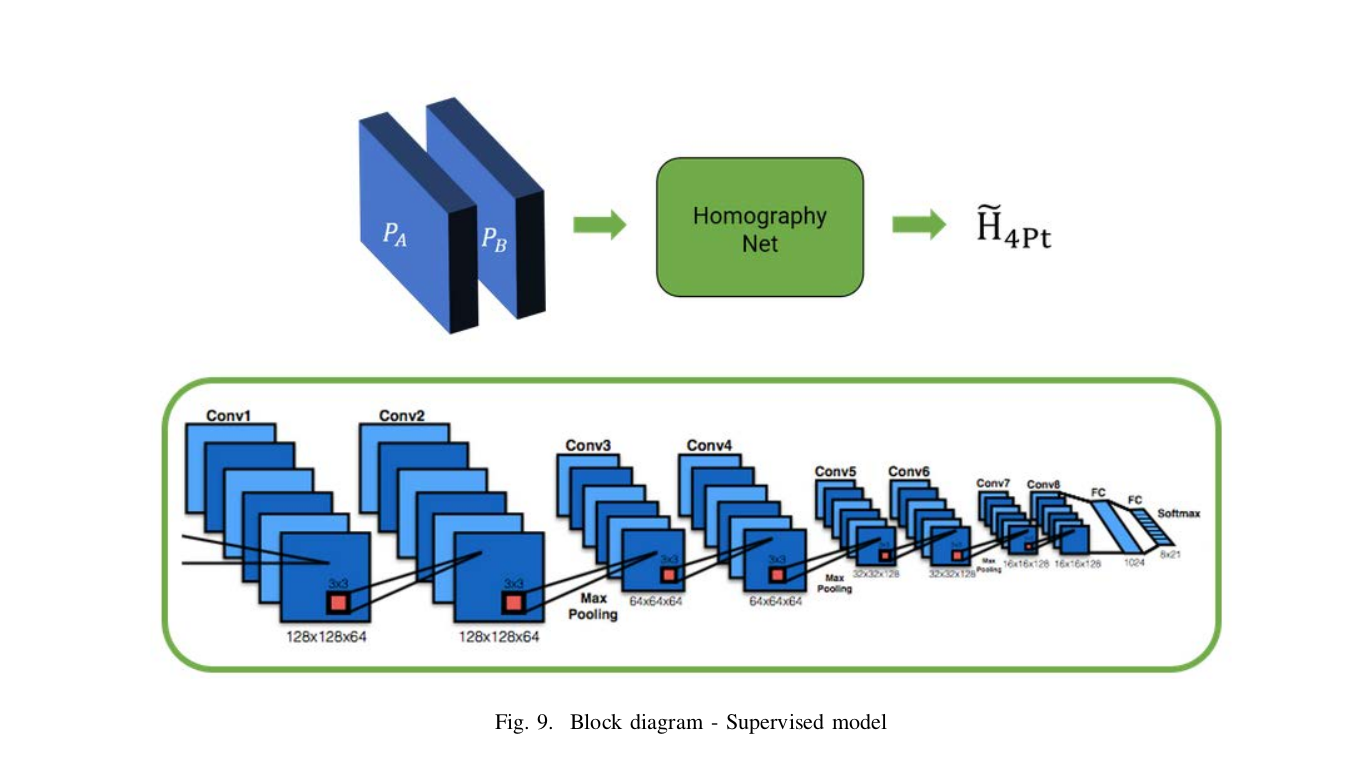 P_A
P_B
Homography
Net
H̃_4Pt
Conv1
Conv2
Conv3
Conv4
Conv5
Conv6
Conv7
Conv8
FC
FC
Softmax
3x3
3x3
3x3
3x3
128x128x64
128x128x64
Max
Pooling
64x64x64
64x64x64
Max
Pooling
32x32x128
32x32x128
Max
Pooling
16x16x128
16x16x128
1024
8x21
Fig. 9. Block diagram - Supervised model